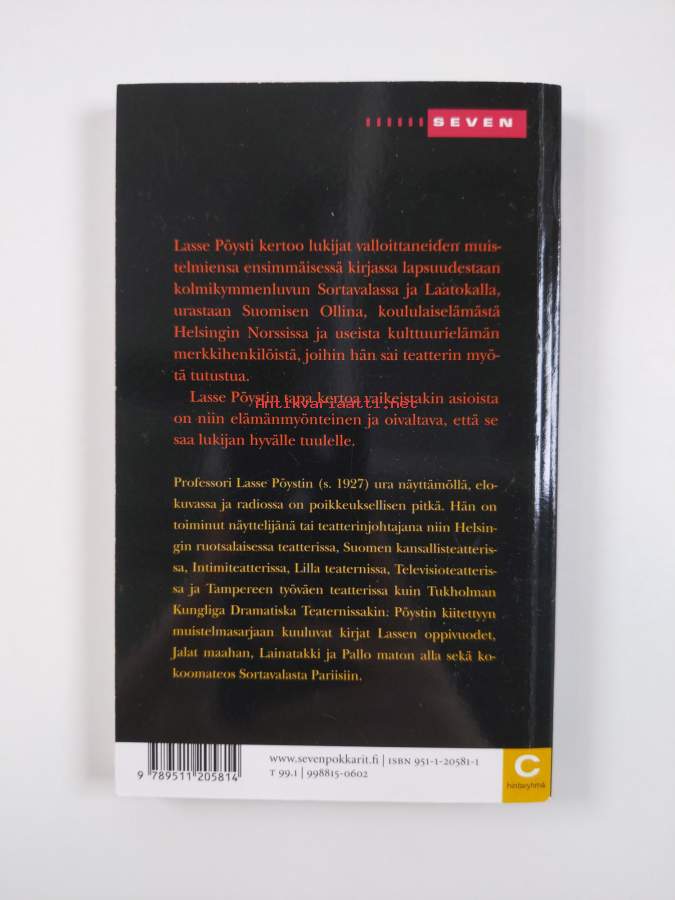 SEVEN
Lasse Pöysti kertoo lukijat valloittaneiden muis-
telmiensa ensimmäisessä kirjassa lapsuudestaan
kolmikymmenluvun Sortavalassa ja Laatokalla,
urastaan Suomisen Ollina, koululaiselämästä
Helsingin Norssissa ja useista kulttuurielämän
merkkihenkilöistä, joihin hän sai teatterin myö-
tä tutustua.
Lasse Pöystin tapa kertoa vaikeistakin asioista
Antikvariaatti.net
on niin elämänmyönteinen ja oivaltava, että se
saa lukijan hyvälle tuulelle.
Professori Lasse Pöystin (s. 1927) ura näyttämöllä, elo-
kuvassa ja radiossa on poikkeuksellisen pitkä. Hän on
toiminut näyttelijänä tai teatterinjohtajana niin Helsin-
gin ruotsalaisessa teatterissa, Suomen kansallisteatteris-
sa, Intimiteatterissa, Lilla teaternissa, Televisioteatteris-
sa ja Tampereen työväen teatterissa kuin Tukholman
Kungliga Dramatiska Teaternissakin. Pöystin kiitettyyn
muistelmasarjaan kuuluvat kirjat Lassen oppivuodet,
Jalat maahan, Lainatakki ja Pallo maton alla sekä ko-
koomateos Sortavalasta Pariisiin.
www.sevenpokkarit.fi | ISBN 951-1-20581-1
T 99.1 | 998815-0602
9 789511 205814
C
hintaryhmä